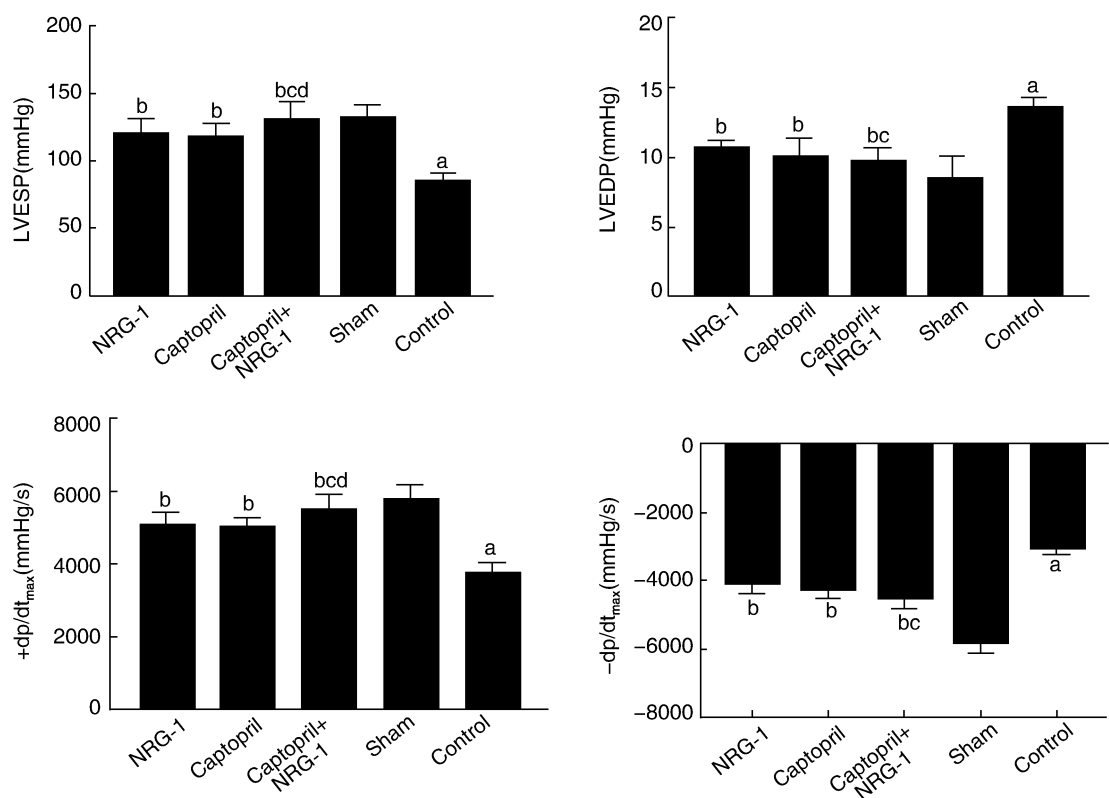 200
150
100
50
0
LVESP(mmHg)
b
b
bcd
a
NRG-1
Captopril
Captopril+
NRG-1
Sham
Control
20
15
10
5
0
LVEDP(mmHg)
b
b
bc
a
NRG-1
Captopril
Captopril+
NRG-1
Sham
Control
8000
6000
4000
2000
0
+dp/dtmax(mmHg/s)
b
b
bcd
a
NRG-1
Captopril
Captopril+
NRG-1
Sham
Control
0
−2000
−4000
−6000
−8000
−dp/dtmax(mmHg/s)
b
b
bc
a
NRG-1
Captopril
Captopril+
NRG-1
Sham
Control